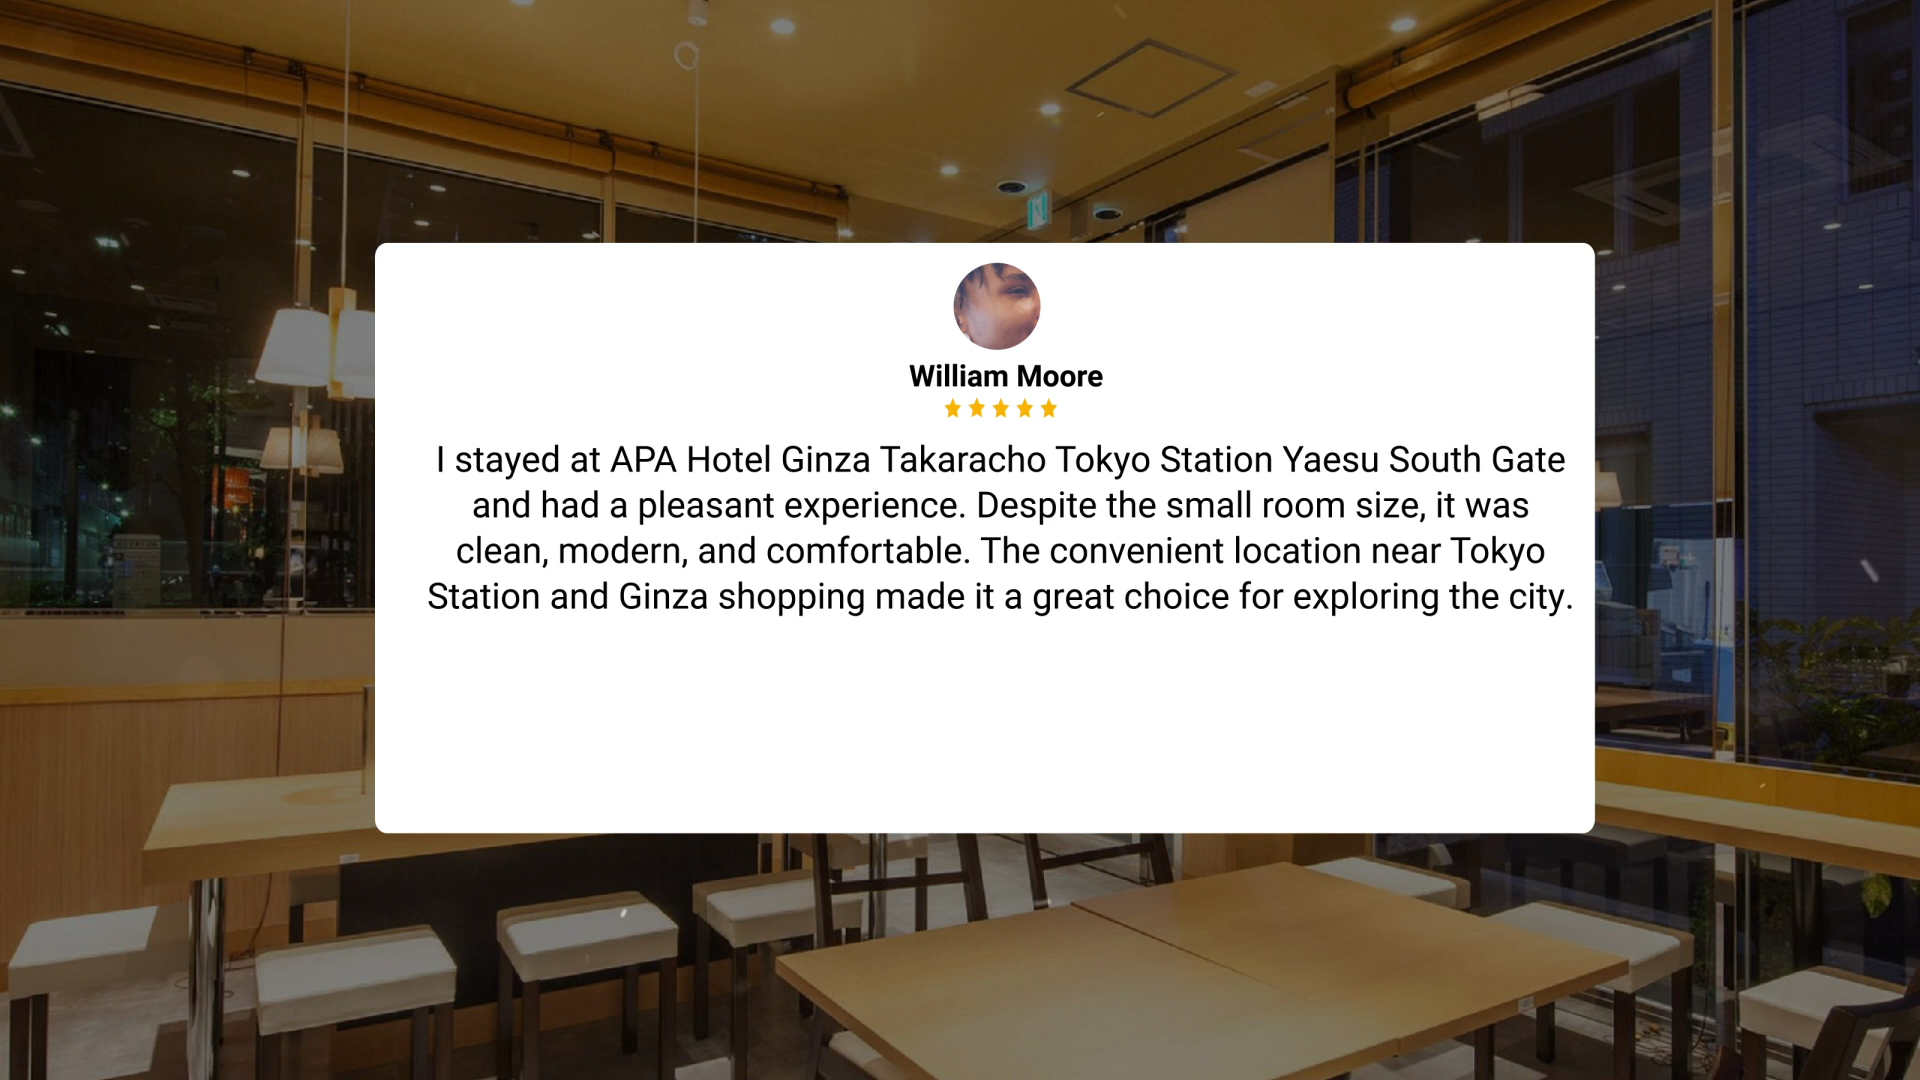 William Moore
I stayed at APA Hotel Ginza Takaracho Tokyo Station Yaesu South Gate
and had a pleasant experience. Despite the small room size, it was
clean, modern, and comfortable. The convenient location near Tokyo
Station and Ginza shopping made it a great choice for exploring the city.